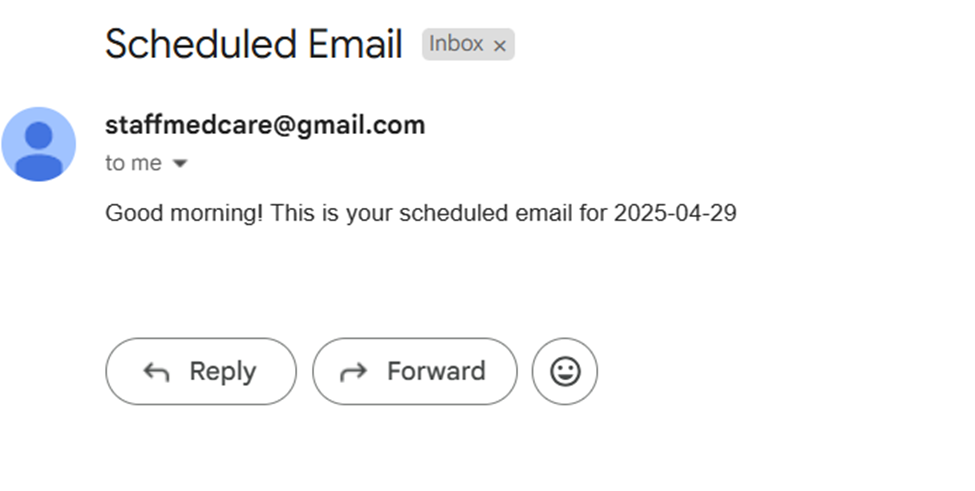 Scheduled Email Inbox ×
staffmedcare@gmail.com
to me
Good morning! This is your scheduled email for 2025-04-29
Reply Forward